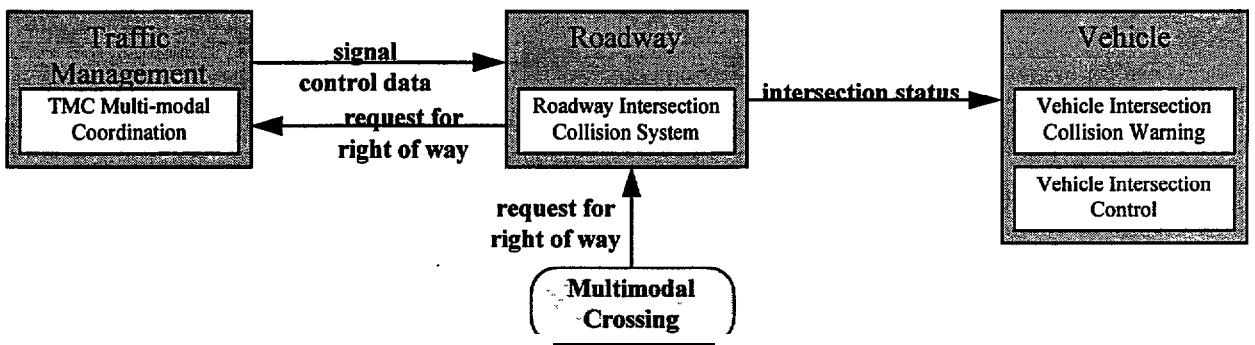 Traffic
Management
TMC Multi-modal
Coordination
signal
control data
request for
right of way
Roadway
Roadway Intersection
Collision System
intersection status
Vehicle
Vehicle Intersection
Collision Warning
Vehicle Intersection
Control
request for
right of way
Multimodal
Crossing